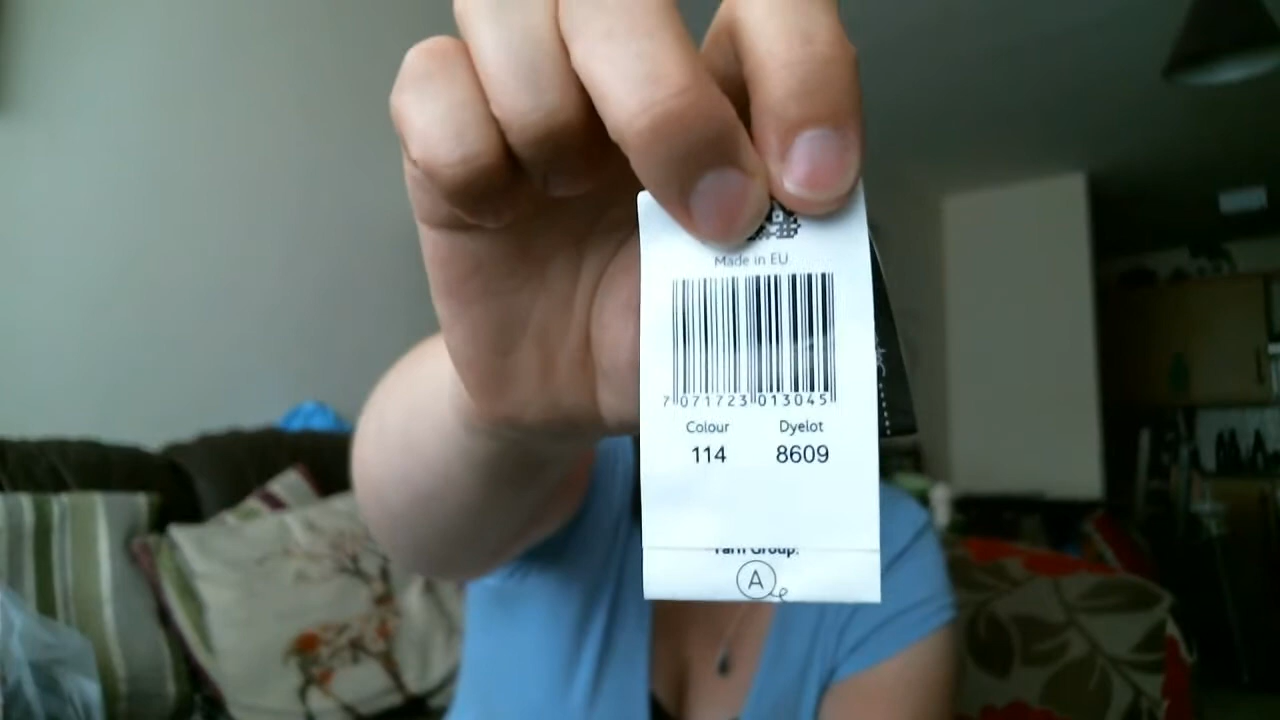 Made in EU
7 071723 013045
Colour Dyelot
114 8609
Yarn Group:
A